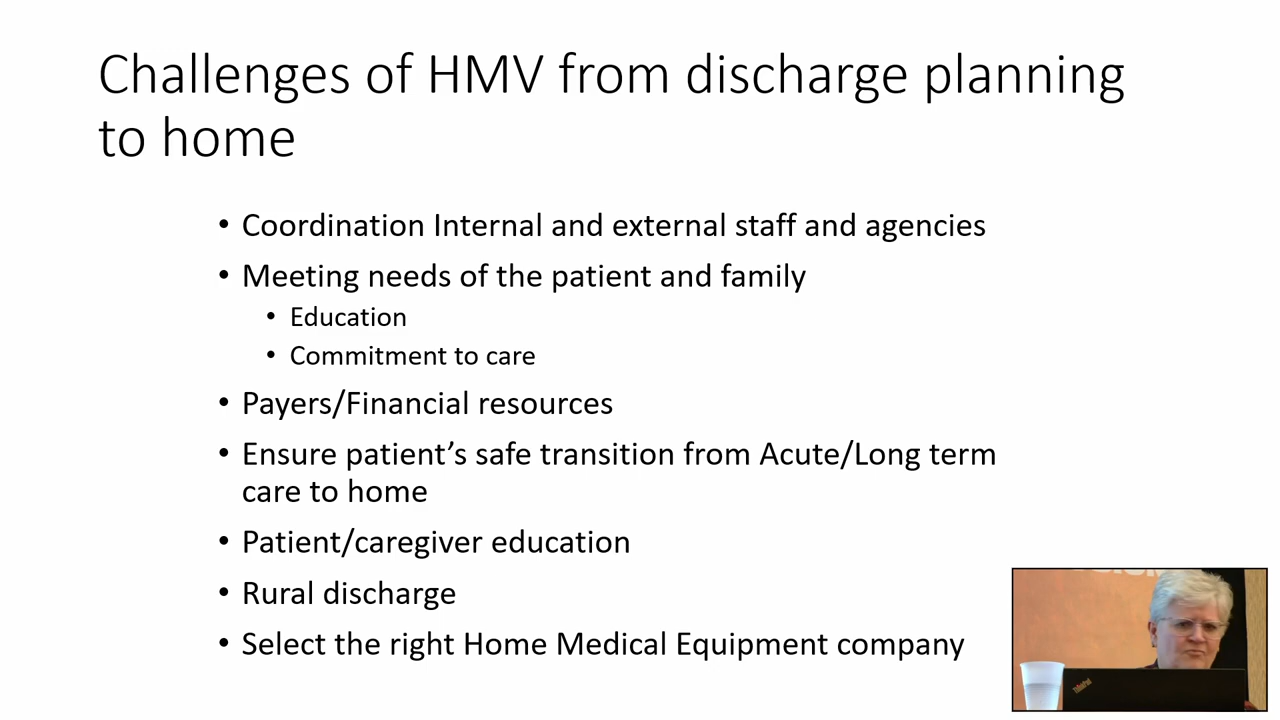 Challenges of HMV from discharge planning
to home
• Coordination Internal and external staff and agencies
• Meeting needs of the patient and family
• Education
• Commitment to care
• Payers/Financial resources
• Ensure patient’s safe transition from Acute/Long term
care to home
• Patient/caregiver education
• Rural discharge
• Select the right Home Medical Equipment company
ThinkPad